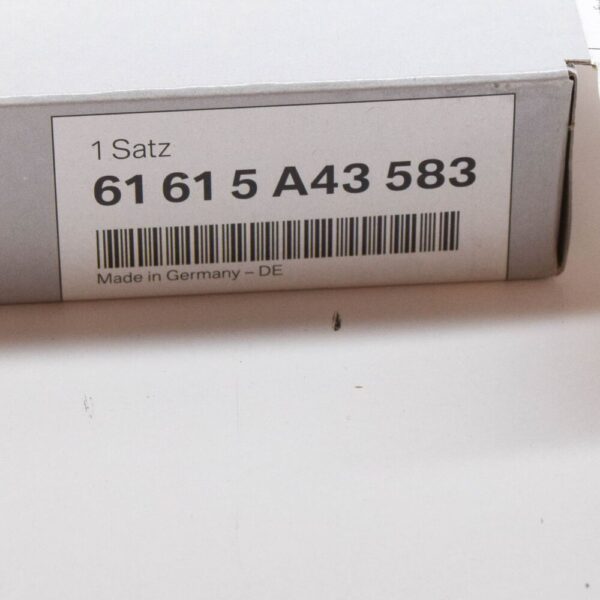 1 Satz
61 61 5 A43 583
Made in Germany – DE